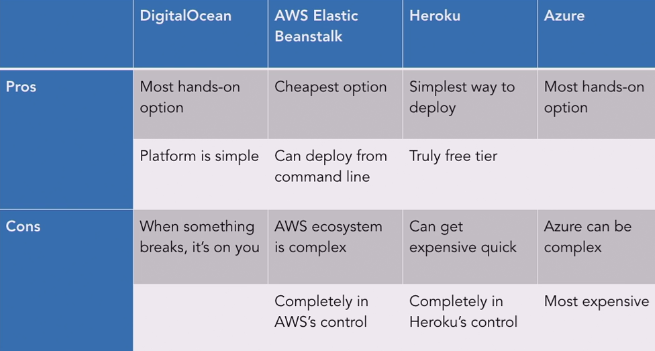 DigitalOcean
AWS Elastic
Beanstalk
Heroku
Azure
Pros
Most hands-on
option
Cheapest option
Simplest way to
deploy
Most hands-on
option
Platform is simple
Can deploy from
command line
Truly free tier
Cons
When something
breaks, it's on you
AWS ecosystem
is complex
Can get
expensive quick
Azure can be
complex
Completely in
AWS's control
Completely in
Heroku's control
Most expensive